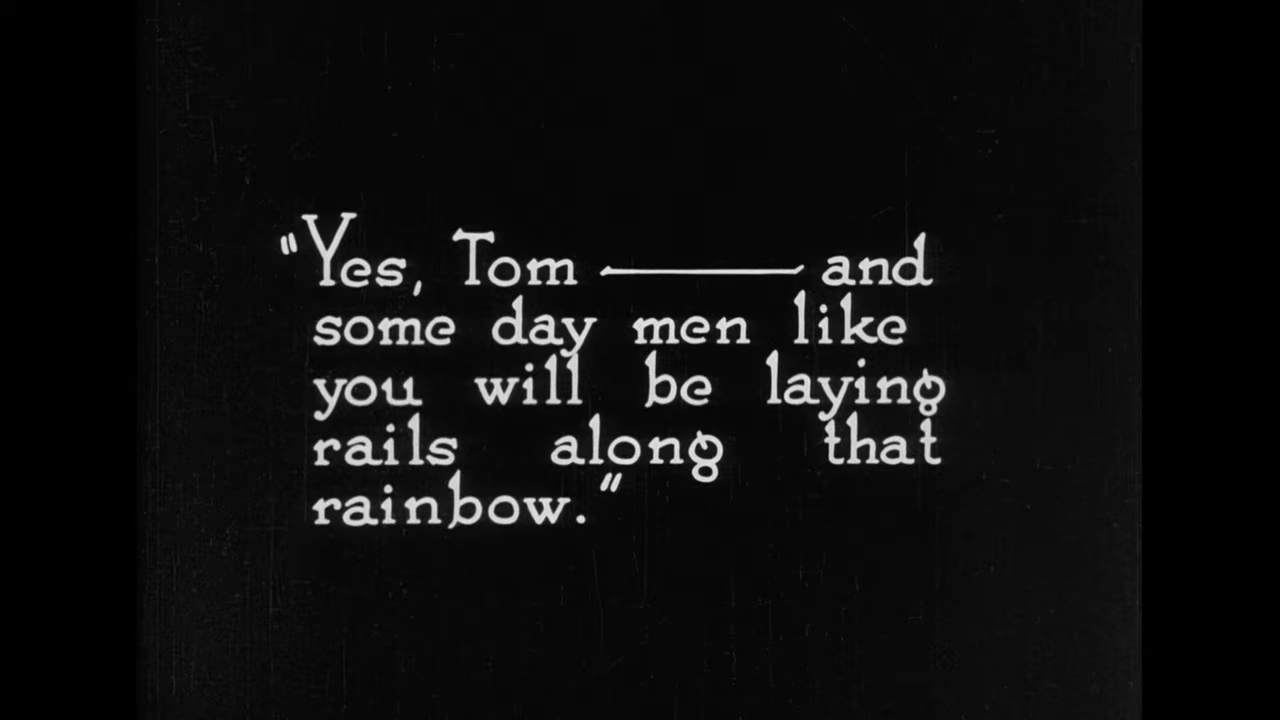 "Yes, Tom ——— and
some day men like
you will be laying
rails along that
rainbow."